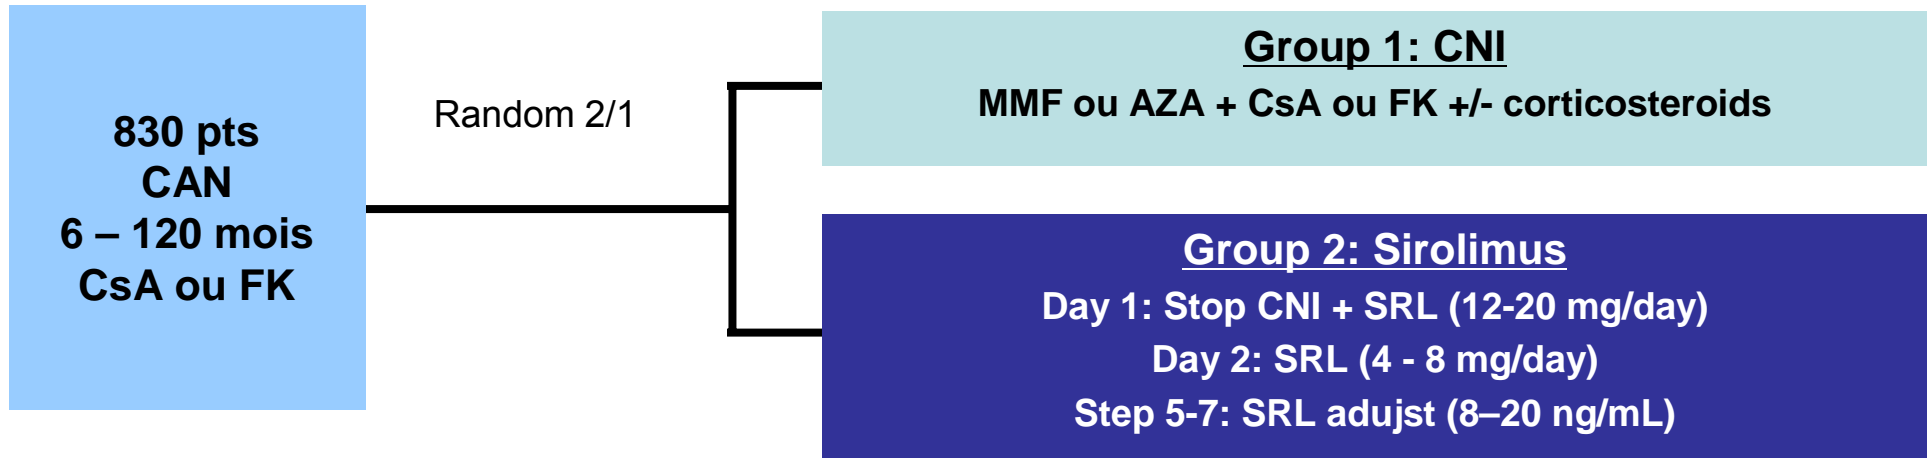 830 pts
CAN
6 – 120 mois
CsA ou FK
Random 2/1
Group 1: CNI
MMF ou AZA + CsA ou FK +/- corticosteroids
Group 2: Sirolimus
Day 1: Stop CNI + SRL (12-20 mg/day)
Day 2: SRL (4 - 8 mg/day)
Step 5-7: SRL adujst (8–20 ng/mL)